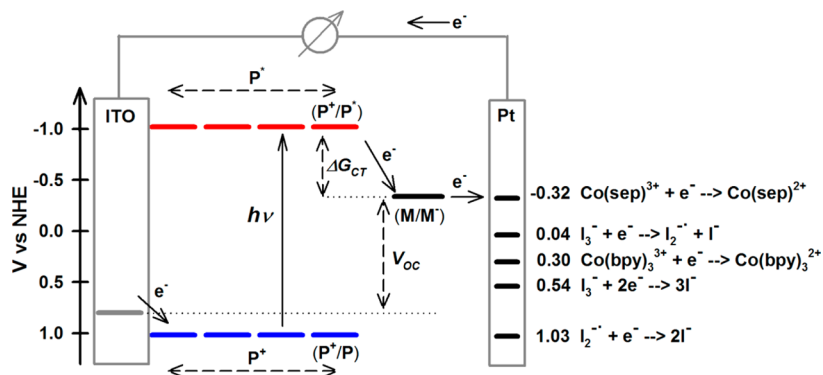 e⁻
P*
ITO
(P⁺/P*)
Pt
V vs NHE
-1.0
-0.5
0.0
0.5
1.0
e⁻
ΔG_CT
hν
e⁻
(M/M⁻)
V_OC
e⁻
P⁺
(P⁺/P)
-0.32 Co(sep)³⁺ + e⁻ --> Co(sep)²⁺
0.04 I₃⁻ + e⁻ --> I₂⁻· + I⁻
0.30 Co(bpy)₃³⁺ + e⁻ --> Co(bpy)₃²⁺
0.54 I₃⁻ + 2e⁻ --> 3I⁻
1.03 I₂⁻· + e⁻ --> 2I⁻